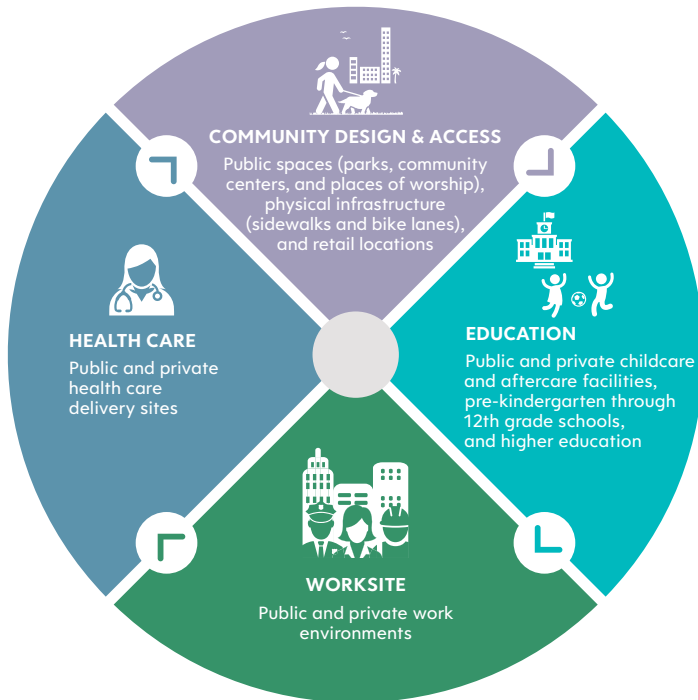 COMMUNITY DESIGN & ACCESS
Public spaces (parks, community
centers, and places of worship),
physical infrastructure
(sidewalks and bike lanes),
and retail locations
HEALTH CARE
Public and private
health care
delivery sites
EDUCATION
Public and private childcare
and aftercare facilities,
pre-kindergarten through
12th grade schools,
and higher education
WORKSITE
Public and private work
environments